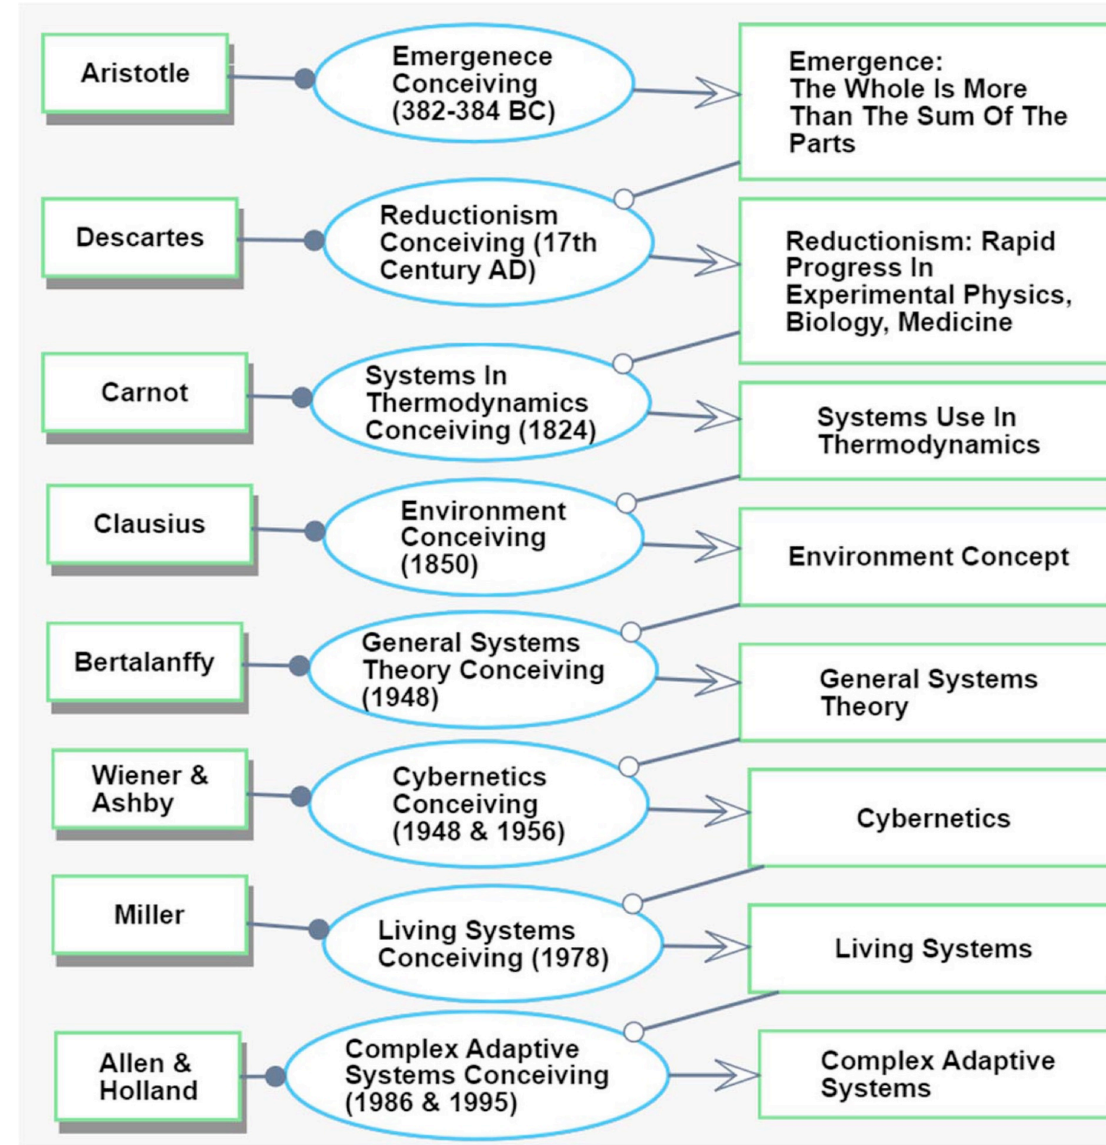 Aristotle
Emergenece
Conceiving
(382-384 BC)
Emergence:
The Whole Is More
Than The Sum Of The
Parts
Descartes
Reductionism
Conceiving (17th
Century AD)
Reductionism: Rapid
Progress In
Experimental Physics,
Biology, Medicine
Carnot
Systems In
Thermodynamics
Conceiving (1824)
Systems Use In
Thermodynamics
Clausius
Environment
Conceiving
(1850)
Environment Concept
Bertalanffy
General Systems
Theory Conceiving
(1948)
General Systems
Theory
Wiener &
Ashby
Cybernetics
Conceiving
(1948 & 1956)
Cybernetics
Miller
Living Systems
Conceiving (1978)
Living Systems
Allen &
Holland
Complex Adaptive
Systems Conceiving
(1986 & 1995)
Complex Adaptive
Systems